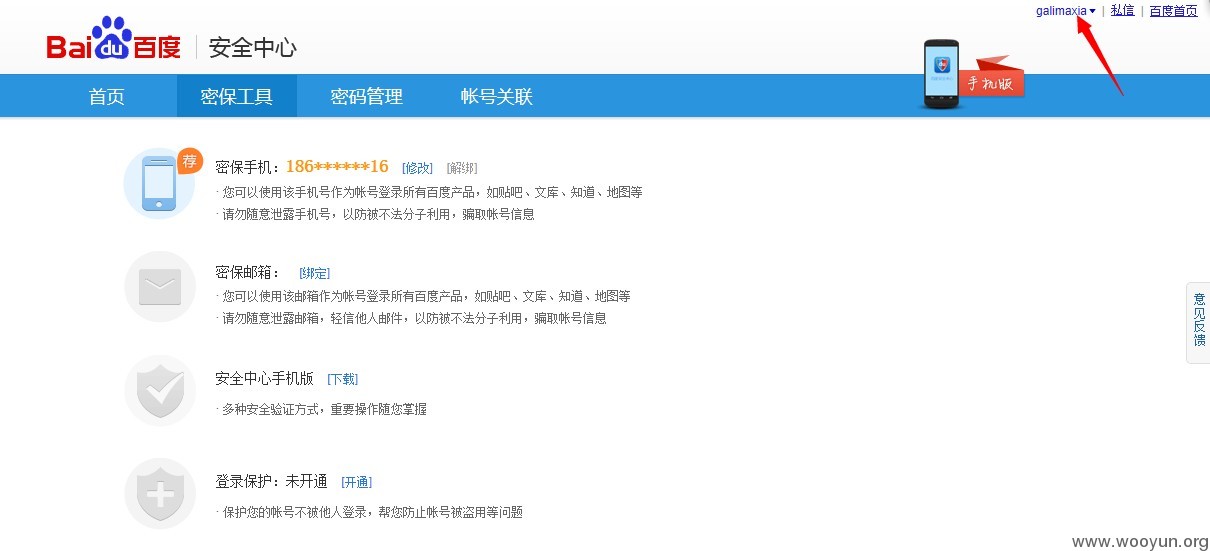 galimaxia | 私信 | 百度首页
Bai du 百度 安全中心
手机版
首页 密保工具 密码管理 帐号关联
荐
密保手机：186******16 [修改] [解绑]
· 您可以使用该手机号作为帐号登录所有百度产品，如贴吧、文库、知道、地图等
· 请勿随意泄露手机号，以防被不法分子利用，骗取帐号信息
密保邮箱： [绑定]
· 您可以使用该邮箱作为帐号登录所有百度产品，如贴吧、文库、知道、地图等
· 请勿随意泄露邮箱，轻信他人邮件，以防被不法分子利用，骗取帐号信息
意见反馈
安全中心手机版 [下载]
· 多种安全验证方式，重要操作随您掌握
登录保护：未开通 [开通]
· 保护您的帐号不被他人登录，帮您防止帐号被盗用等问题
www.wooyun.org